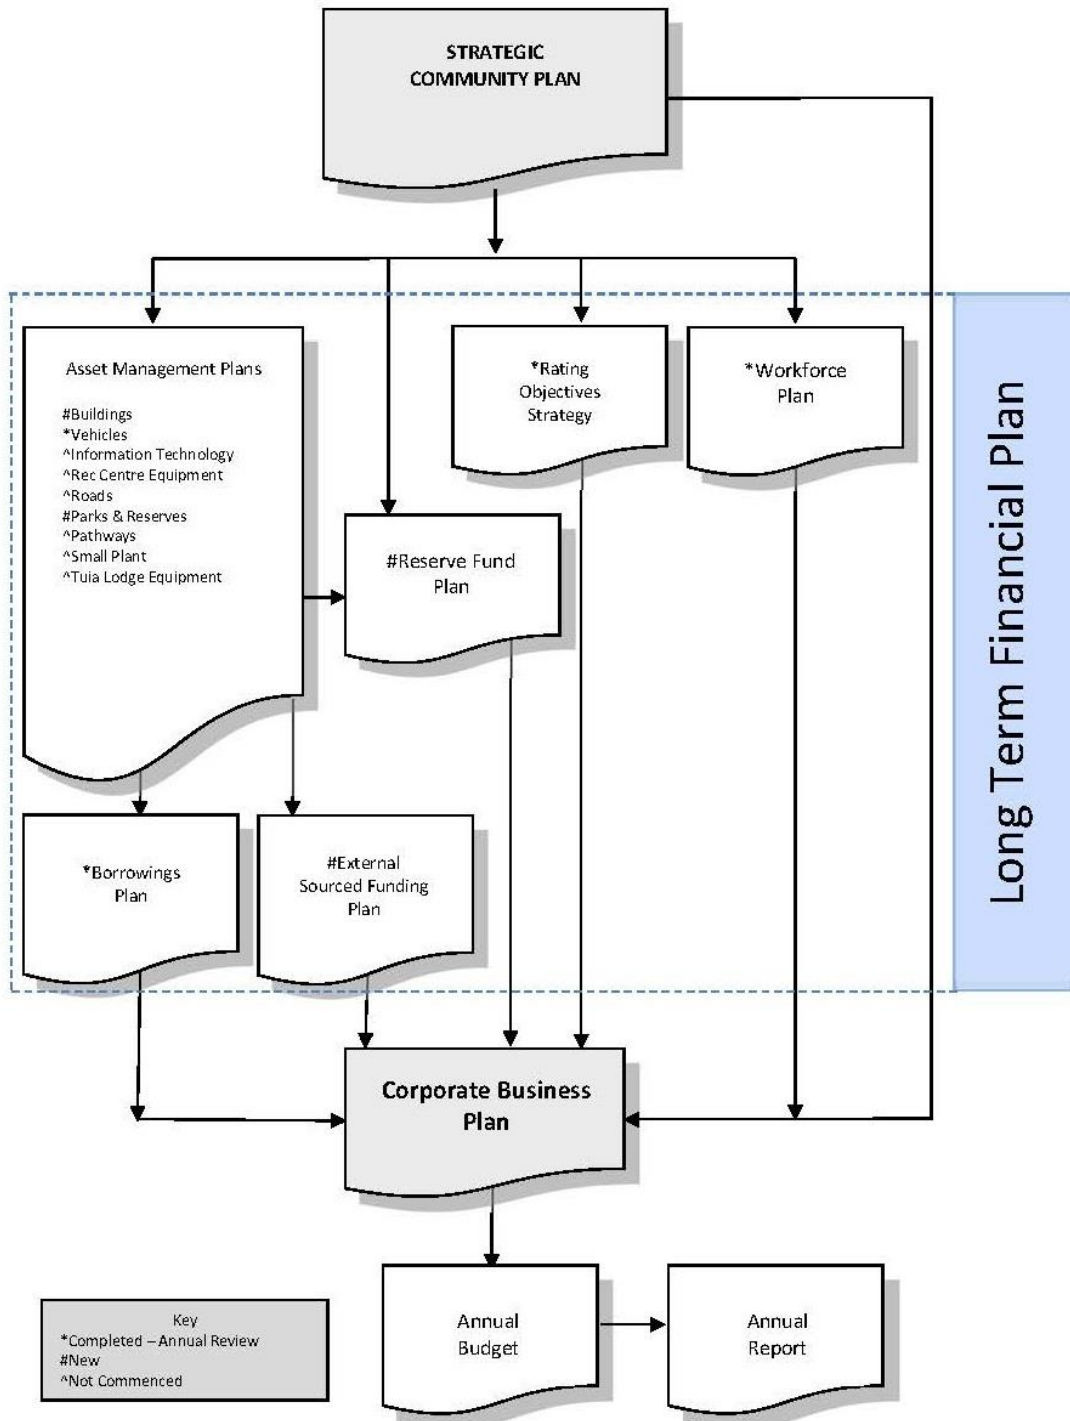 STRATEGIC
COMMUNITY PLAN
Asset Management Plans
#Buildings
*Vehicles
^Information Technology
^Rec Centre Equipment
^Roads
#Parks & Reserves
^Pathways
^Small Plant
^Tuia Lodge Equipment
*Rating
Objectives
Strategy
*Workforce
Plan
#Reserve Fund
Plan
*Borrowings
Plan
#External
Sourced Funding
Plan
Long Term Financial Plan
Corporate Business
Plan
Annual
Budget
Annual
Report
Key
*Completed – Annual Review
#New
^Not Commenced